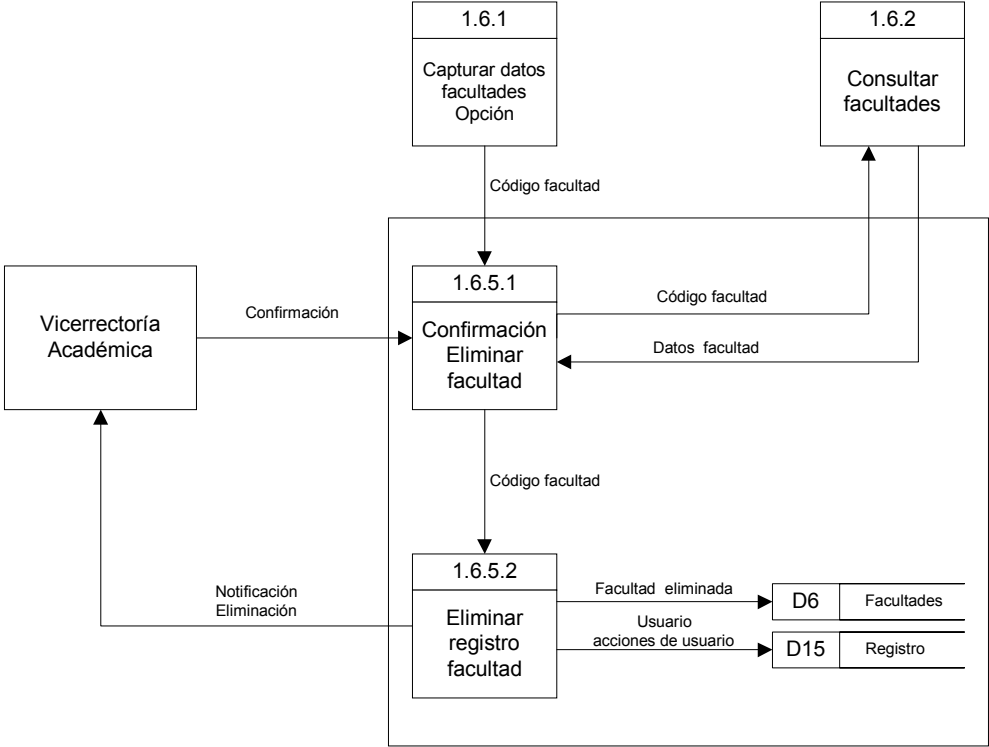 1.6.1
Capturar datos
facultades
Opción
1.6.2
Consultar
facultades
Código facultad
1.6.5.1
Confirmación
Eliminar
facultad
Vicerrectoría
Académica
Confirmación
Código facultad
Datos facultad
Código facultad
1.6.5.2
Eliminar
registro
facultad
Notificación
Eliminación
Facultad eliminada
Usuario
acciones de usuario
D6 Facultades
D15 Registro